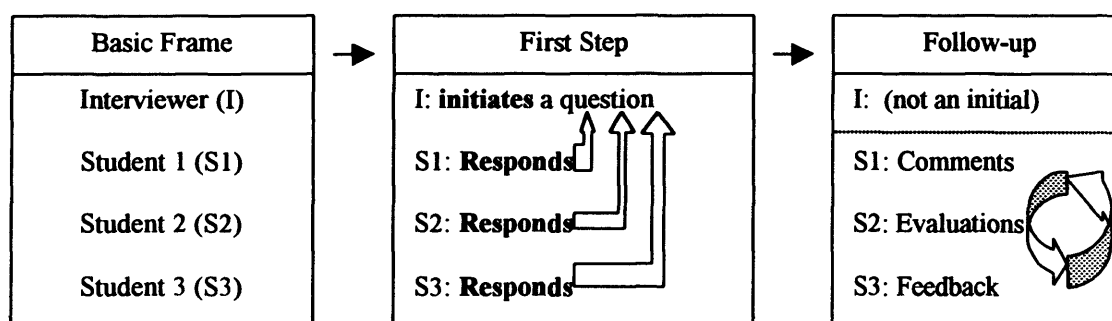 Basic Frame
Interviewer (I)
Student 1 (S1)
Student 2 (S2)
Student 3 (S3)
First Step
I: initiates a question
S1: Responds
S2: Responds
S3: Responds
Follow-up
I: (not an initial)
S1: Comments
S2: Evaluations
S3: Feedback